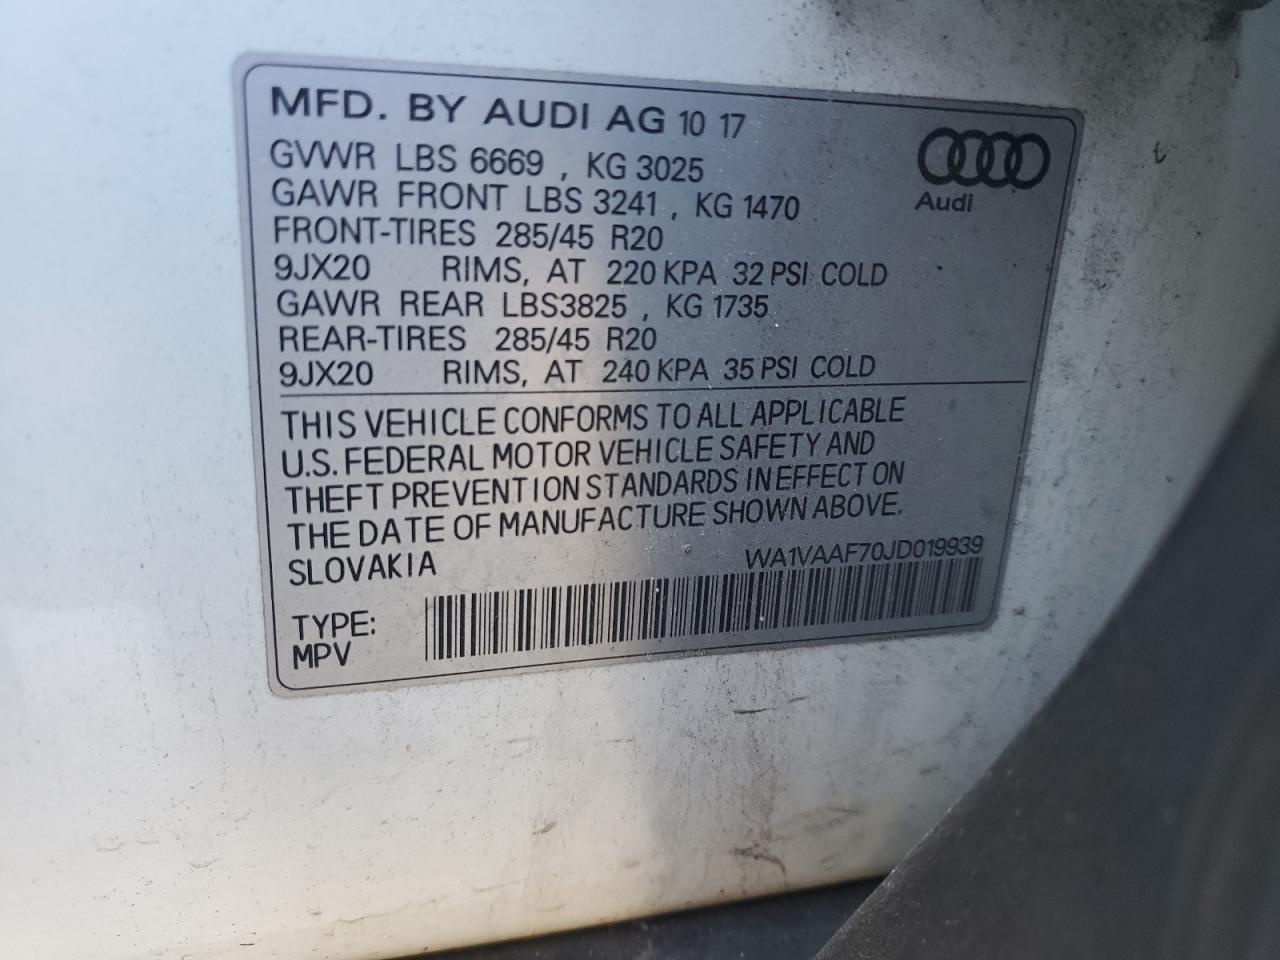 MFD. BY AUDI AG 10 17
GVWR LBS 6669 , KG 3025
GAWR FRONT LBS 3241 , KG 1470
Audi
FRONT-TIRES 285/45 R20
9JX20 RIMS, AT 220 KPA 32 PSI COLD
GAWR REAR LBS3825 , KG 1735
REAR-TIRES 285/45 R20
9JX20 RIMS, AT 240 KPA 35 PSI COLD
THIS VEHICLE CONFORMS TO ALL APPLICABLE
U.S. FEDERAL MOTOR VEHICLE SAFETY AND
THEFT PREVENTION STANDARDS IN EFFECT ON
THE DATE OF MANUFACTURE SHOWN ABOVE.
SLOVAKIA WA1VAAF70JD019939
TYPE:
MPV